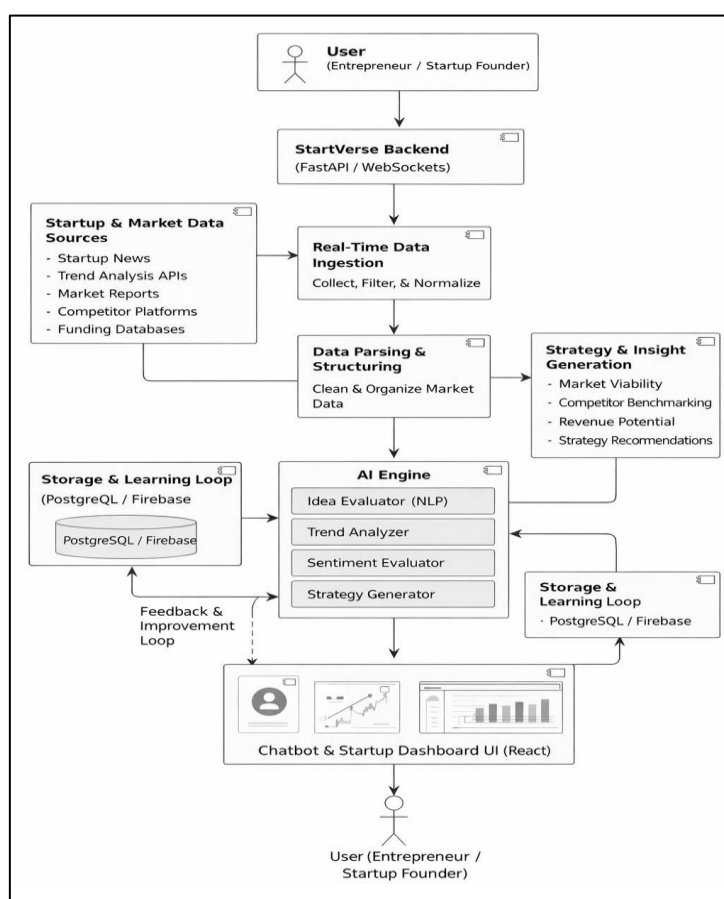 User
(Entrepreneur / Startup Founder)
StartVerse Backend
(FastAPI / WebSockets)
Startup & Market Data
Sources
- Startup News
- Trend Analysis APIs
- Market Reports
- Competitor Platforms
- Funding Databases
Real-Time Data
Ingestion
Collect, Filter, & Normalize
Data Parsing &
Structuring
Clean & Organize Market
Data
Strategy & Insight
Generation
- Market Viability
- Competitor Benchmarking
- Revenue Potential
- Strategy Recomendations
Storage & Learning Loop
(PostgreQL / Firebase
PostgreSQL / Firebase
AI Engine
Idea Evaluator (NLP)
Trend Analyzer
Sentiment Evaluator
Strategy Generator
Feedback &
Improvement
Loop
Storage &
Learning Loop
· PostgreSQL / Firebase
Chatbot & Startup Dashboard UI (React)
User (Entrepreneur /
Startup Founder)